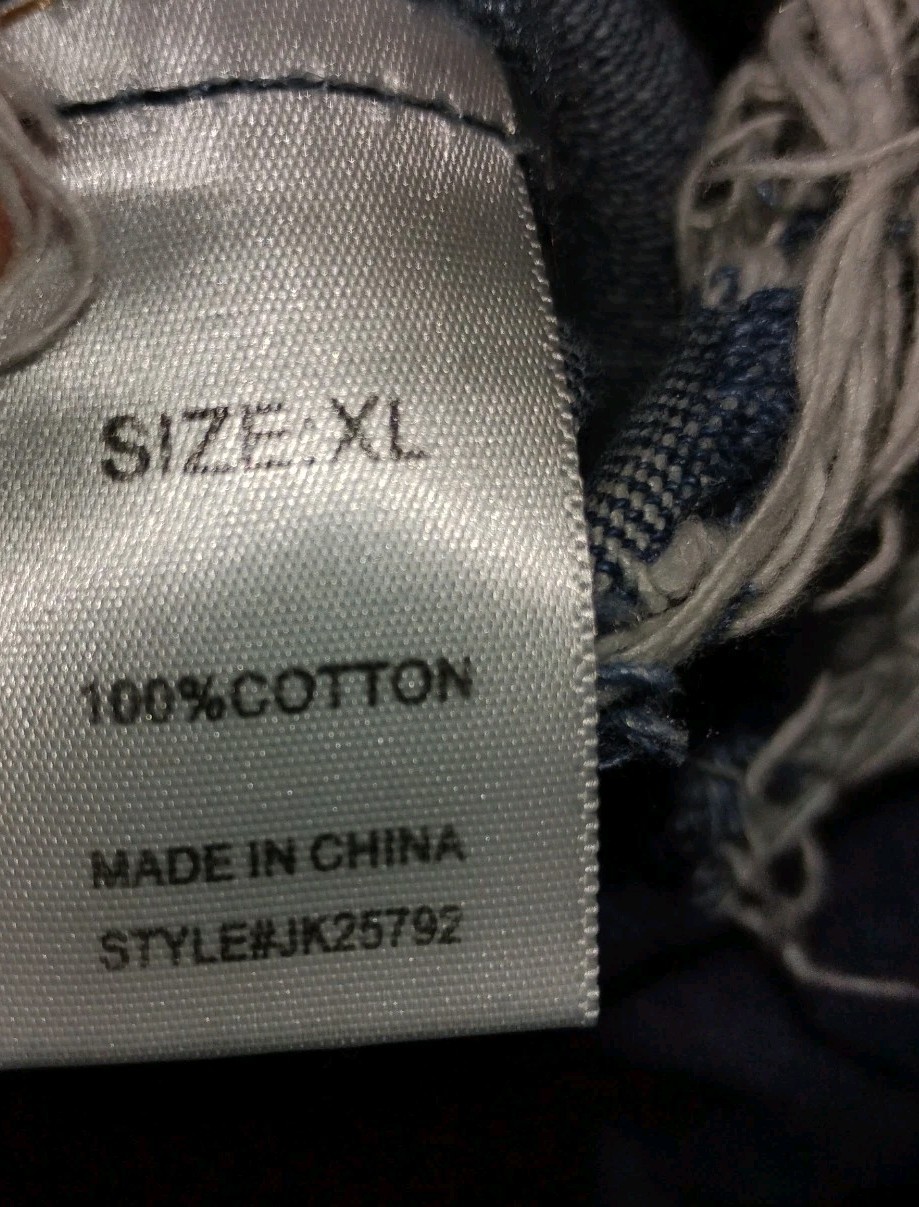 SIZE:XL
100%COTTON
MADE IN CHINA
STYLE#JK25792